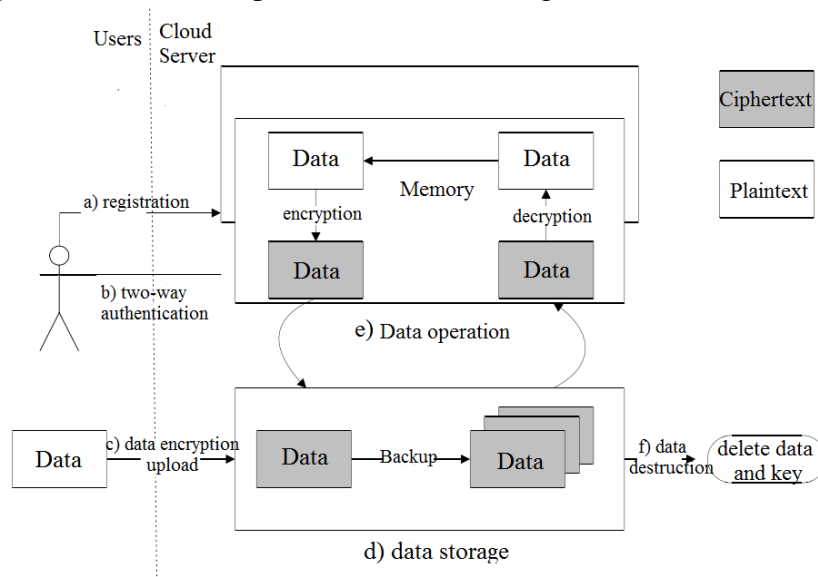 Users
Cloud
Server
Ciphertext
Data
Data
Plaintext
Memory
a) registration
encryption
decryption
Data
Data
b) two-way
authentication
e) Data operation
c) data encryption
upload
Data
Data
Backup
Data
f) data
destruction
delete data
and key
d) data storage